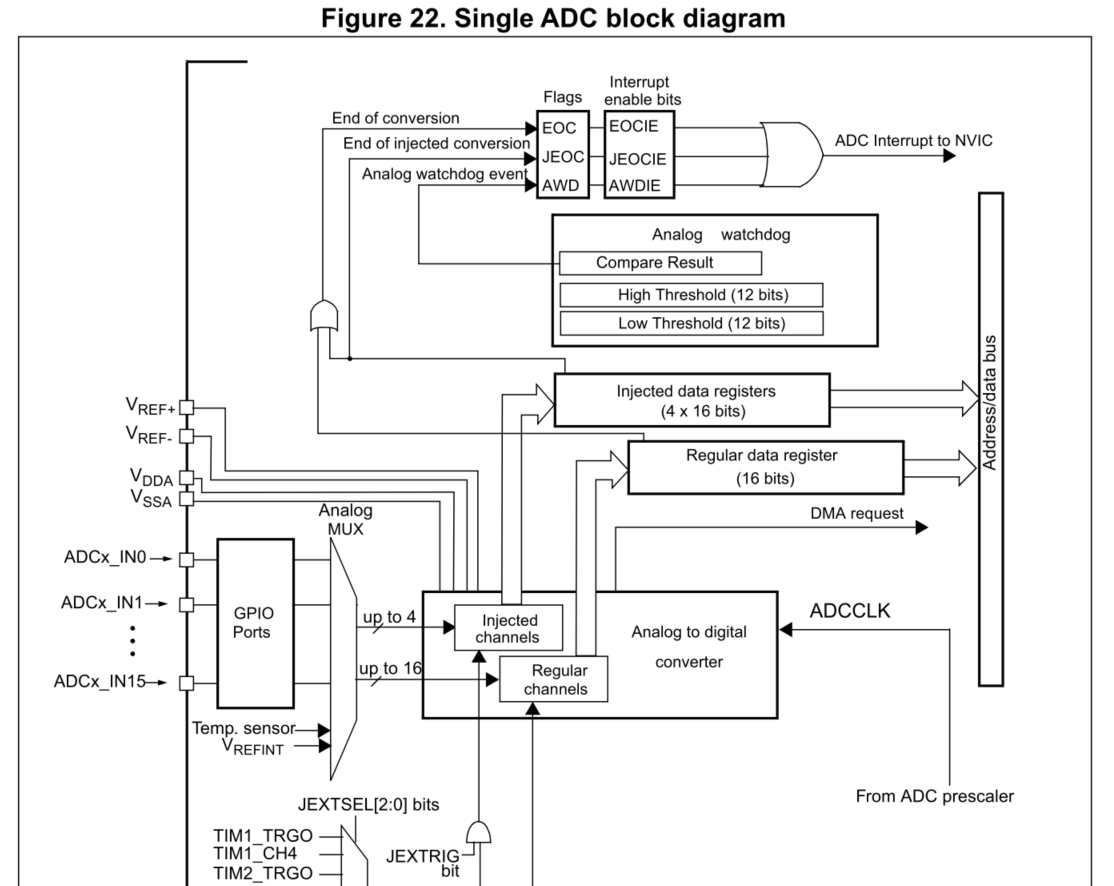 Figure 22. Single ADC block diagram
Interrupt
enable bits
Flags
End of conversion
EOC
EOCIE
End of injected conversion
JEOC
JEOCIE
ADC Interrupt to NVIC
Analog watchdog event
AWD
AWDIE
Analog watchdog
Compare Result
High Threshold (12 bits)
Low Threshold (12 bits)
Address/data bus
Injected data registers
(4 x 16 bits)
VREF+
VREF-
Regular data register
(16 bits)
VDDA
VSSA
Analog
MUX
DMA request
ADCx_IN0
ADCx_IN1
ADCx_IN15
GPIO
Ports
up to 4
up to 16
Injected
channels
Regular
channels
Analog to digital
converter
ADCCLK
Temp. sensor
VREFINT
From ADC prescaler
JEXTSEL[2:0] bits
TIM1_TRGO
TIM1_CH4
TIM2_TRGO
JEXTRIG
bit